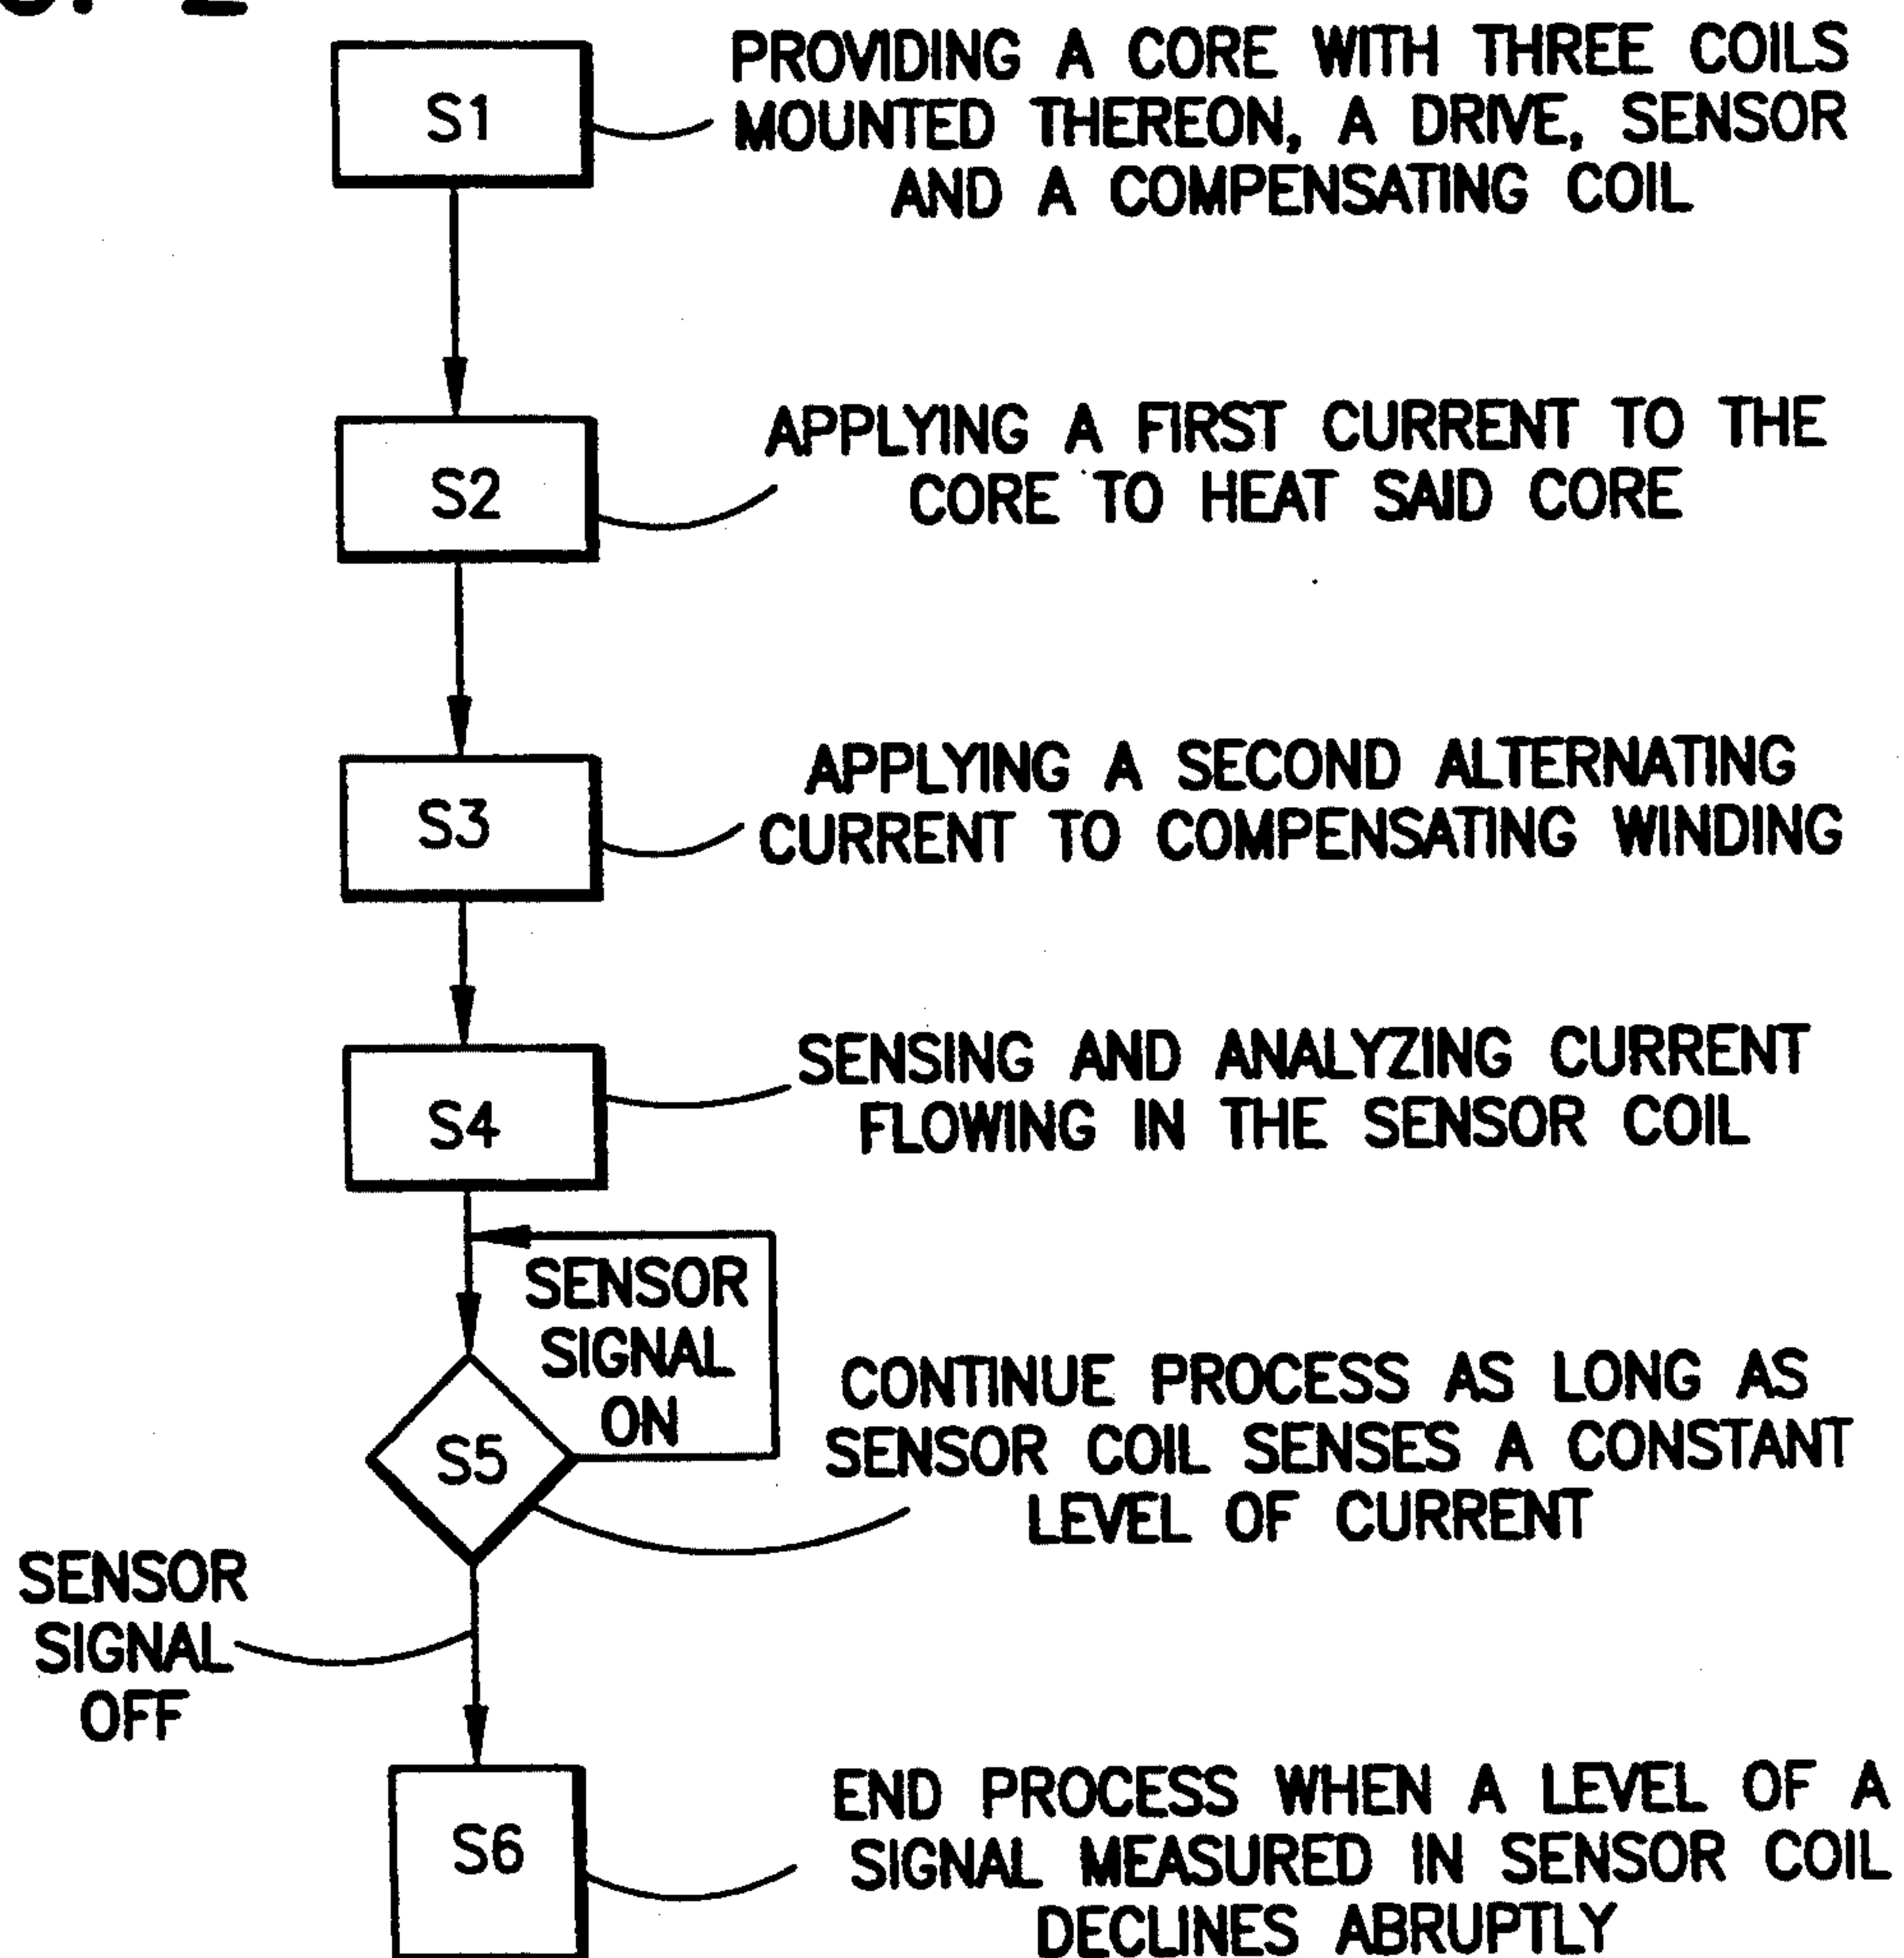 S1
PROVIDING A CORE WITH THREE COILS
MOUNTED THEREON, A DRIVE, SENSOR
AND A COMPENSATING COIL
S2
APPLYING A FIRST CURRENT TO THE
CORE TO HEAT SAID CORE
S3
APPLYING A SECOND ALTERNATING
CURRENT TO COMPENSATING WINDING
S4
SENSING AND ANALYZING CURRENT
FLOWING IN THE SENSOR COIL
SENSOR
SIGNAL
ON
S5
CONTINUE PROCESS AS LONG AS
SENSOR COIL SENSES A CONSTANT
LEVEL OF CURRENT
SENSOR
SIGNAL
OFF
S6
END PROCESS WHEN A LEVEL OF A
SIGNAL MEASURED IN SENSOR COIL
DECLINES ABRUPTLY